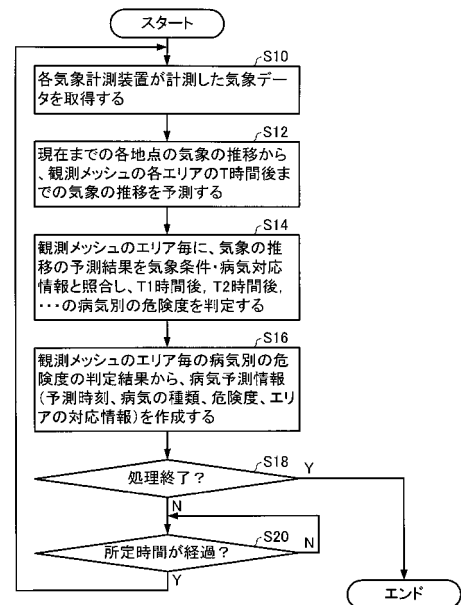 スタート
S10
各気象計測装置が計測した気象デー
タを取得する
S12
現在までの各地点の気象の推移から
、観測メッシュの各エリアのT時間後ま
での気象の推移を予測する
S14
観測メッシュのエリア毎に、気象の推
移の予測結果を気象条件・病気対応
情報と照合し、T1時間後, T2時間後,
・・・の病気別の危険度を判定する
S16
観測メッシュのエリア毎の病気別の危
険度の判定結果から、病気予測情報
(予測時刻、病気の種類、危険度、エリ
アの対応情報)を作成する
S18
処理終了?
Y
N
S20
所定時間が経過?
N
Y
エンド